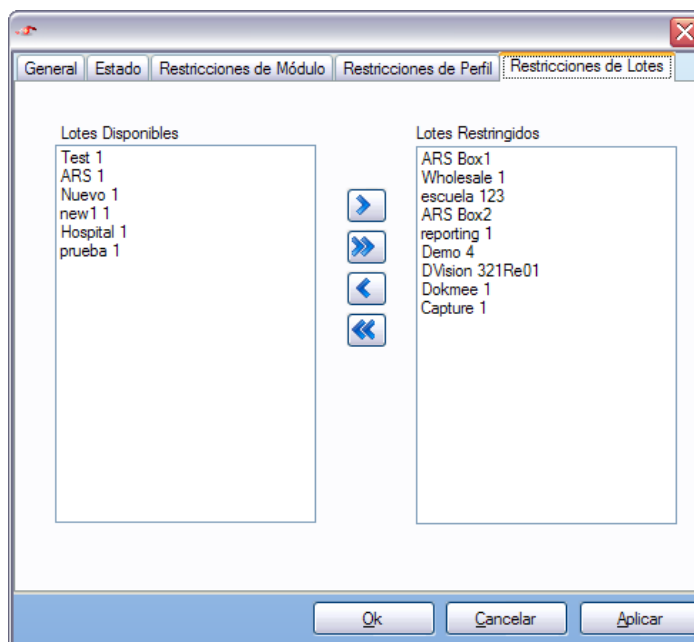 General
Estado
Restricciones de Módulo
Restricciones de Perfil
Restricciones de Lotes
Lotes Disponibles
Test 1
ARS 1
Nuevo 1
new1 1
Hospital 1
prueba 1
Lotes Restringidos
ARS Box1
Wholesale 1
escuela 123
ARS Box2
reporting 1
Demo 4
DVision 321Re01
Dokmee 1
Capture 1
Ok
Cancelar
Aplicar